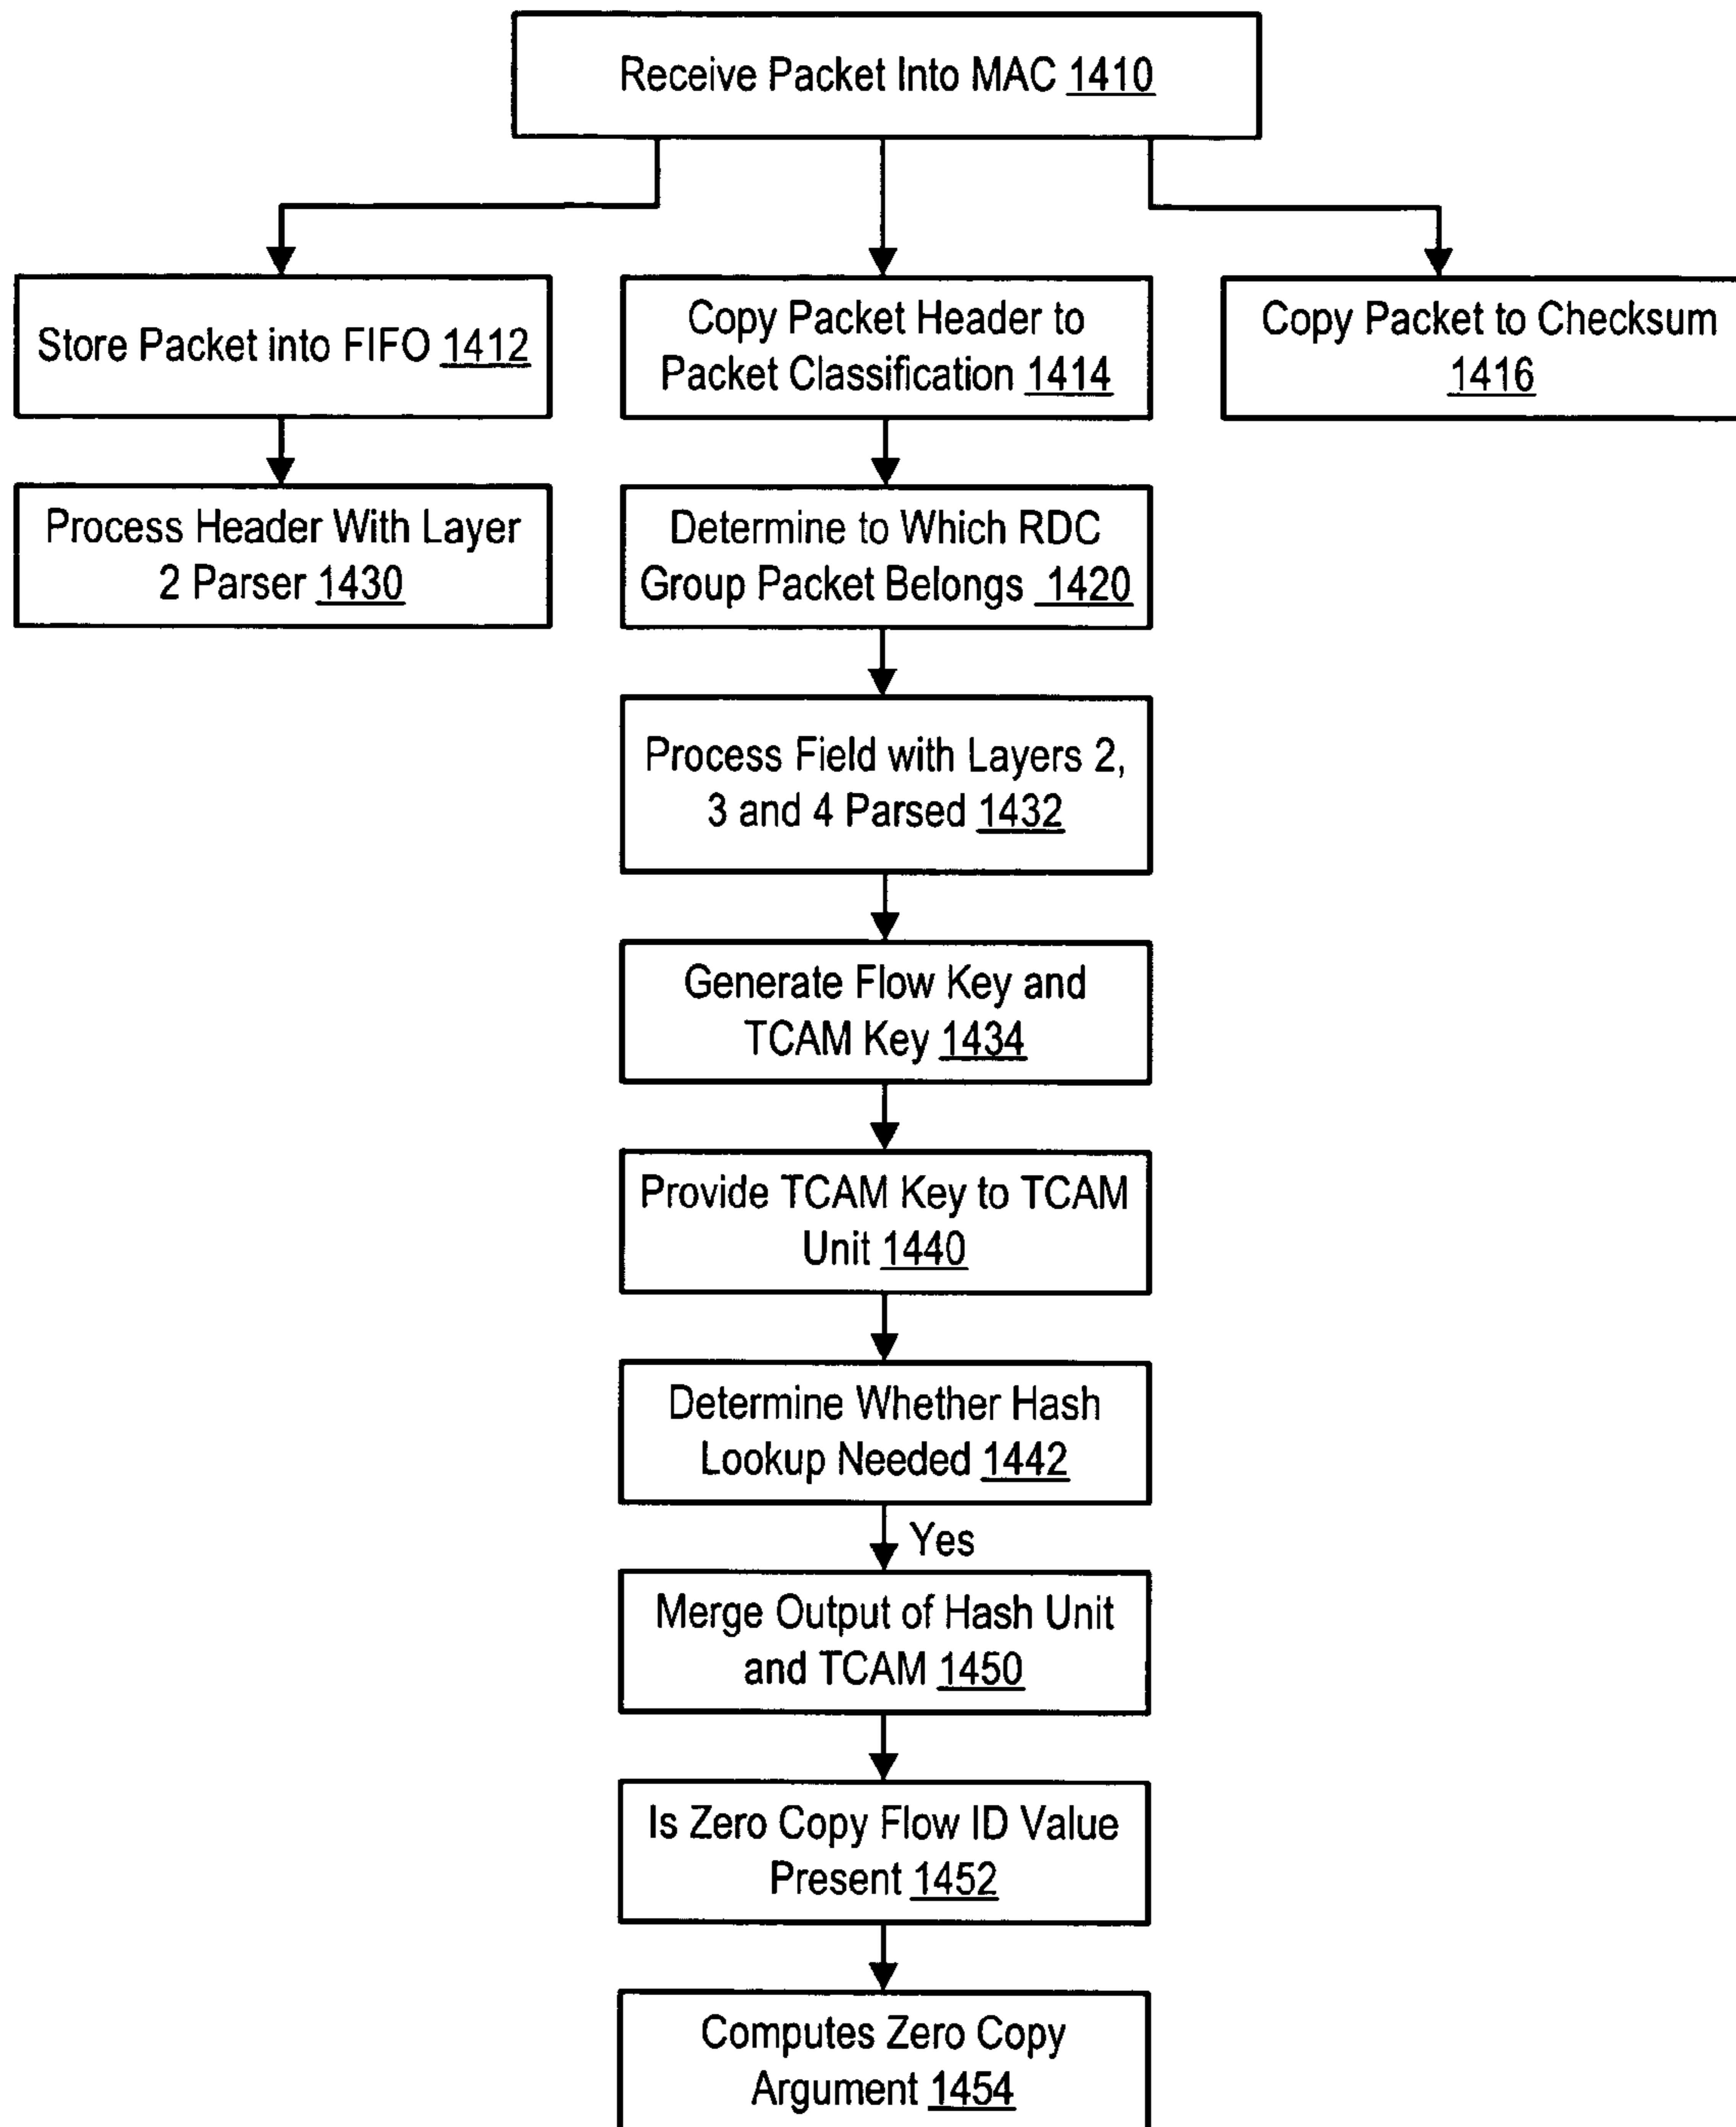 Receive Packet Into MAC 1410
Store Packet into FIFO 1412
Copy Packet Header to
Packet Classification 1414
Copy Packet to Checksum
1416
Process Header With Layer
2 Parser 1430
Determine to Which RDC
Group Packet Belongs 1420
Process Field with Layers 2,
3 and 4 Parsed 1432
Generate Flow Key and
TCAM Key 1434
Provide TCAM Key to TCAM
Unit 1440
Determine Whether Hash
Lookup Needed 1442
Yes
Merge Output of Hash Unit
and TCAM 1450
Is Zero Copy Flow ID Value
Present 1452
Computes Zero Copy
Argument 1454